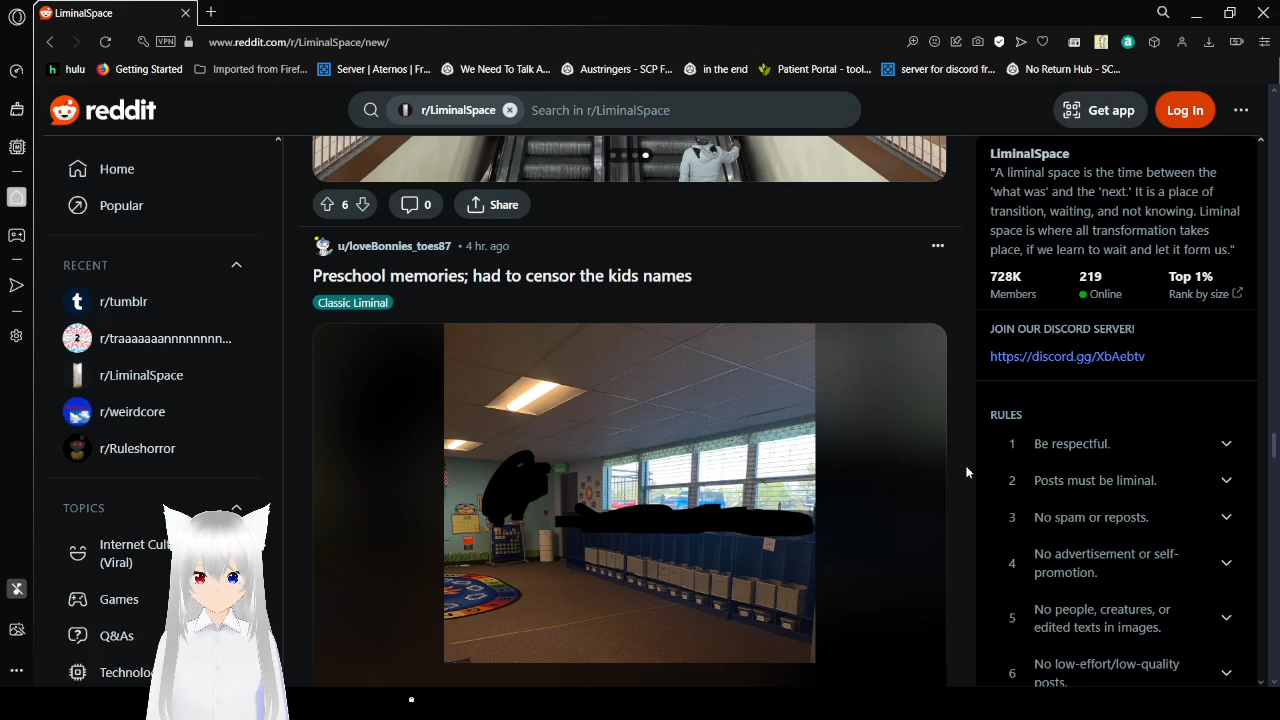 LiminalSpace
VPN
www.reddit.com/r/LiminalSpace/new/
hulu
Getting Started
Imported from Firef...
Server | Aternos | Fr...
We Need To Talk A...
Austringers - SCP F...
in the end
Patient Portal - tool...
server for discord fr...
No Return Hub - SC...
reddit
r/LiminalSpace
Search in r/LiminalSpace
Get app
Log In
Home
Popular
RECENT
r/tumblr
r/traaaaaaannnnnnnn...
r/LiminalSpace
r/weirdcore
r/Ruleshorror
TOPICS
Internet Cul
(Viral)
Games
Q&As
Technolo
6
0
Share
u/loveBonnies_toes87 • 4 hr. ago
Preschool memories; had to censor the kids names
Classic Liminal
LiminalSpace
"A liminal space is the time between the
'what was' and the 'next.' It is a place of
transition, waiting, and not knowing. Liminal
space is where all transformation takes
place, if we learn to wait and let it form us."
728K
Members
219
Online
Top 1%
Rank by size
JOIN OUR DISCORD SERVER!
https://discord.gg/XbAebtv
RULES
1 Be respectful.
2 Posts must be liminal.
3 No spam or reposts.
4 No advertisement or self-
promotion.
5 No people, creatures, or
edited texts in images.
6 No low-effort/low-quality
posts.